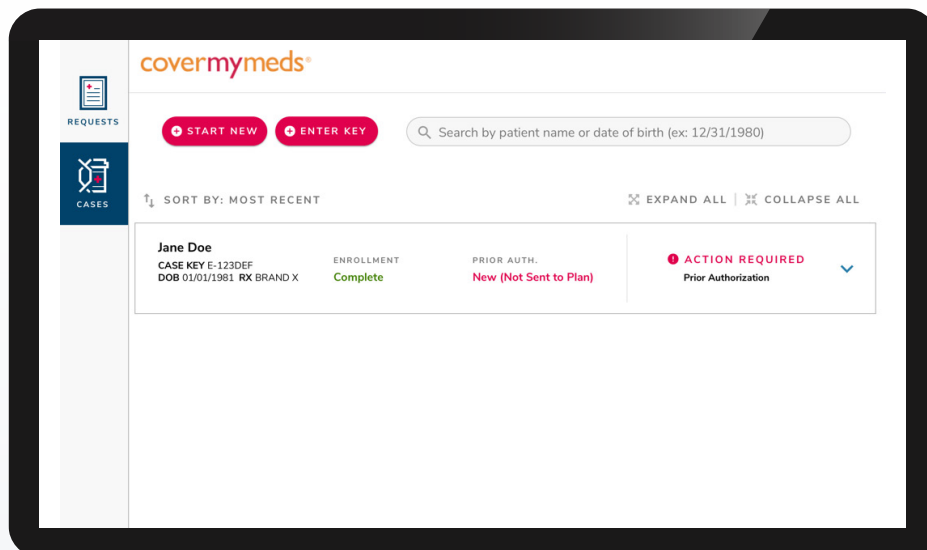 covermymeds®
REQUESTS
START NEW
ENTER KEY
Search by patient name or date of birth (ex: 12/31/1980)
CASES
SORT BY: MOST RECENT
EXPAND ALL | COLLAPSE ALL
Jane Doe
CASE KEY E-123DEF
DOB 01/01/1981 RX BRAND X
ENROLLMENT
Complete
PRIOR AUTH.
New (Not Sent to Plan)
ACTION REQUIRED
Prior Authorization